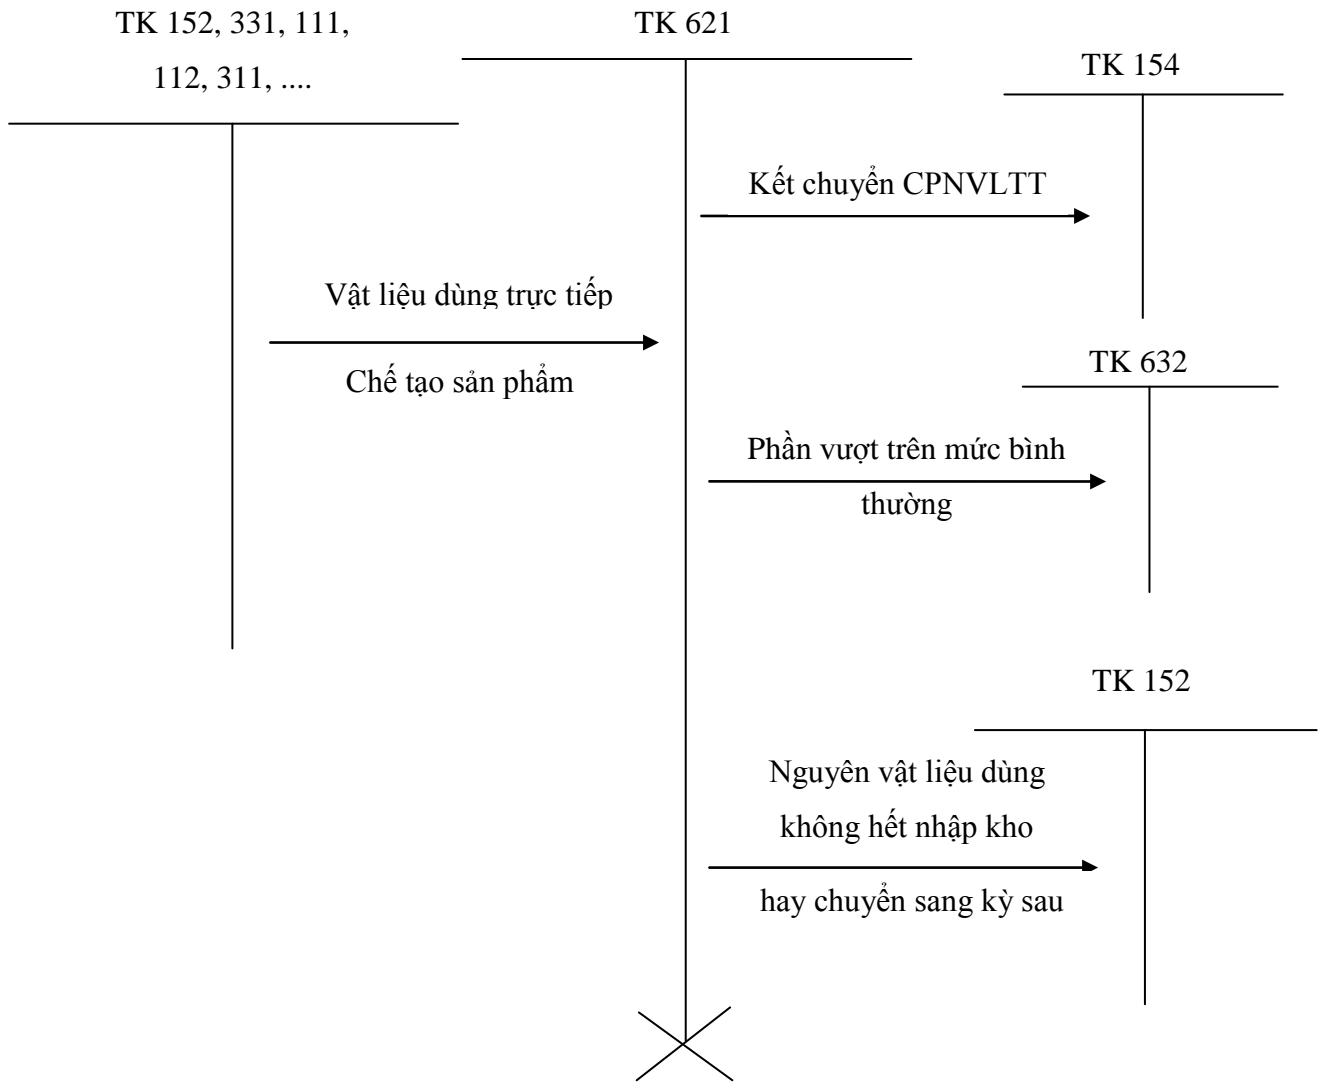 TK 152, 331, 111,
112, 311, ....
TK 621
TK 154
Kết chuyển CPNVLTT
Vật liệu dùng trực tiếp
Chế tạo sản phẩm
TK 632
Phần vượt trên mức bình
thường
TK 152
Nguyên vật liệu dùng
không hết nhập kho
hay chuyển sang kỳ sau